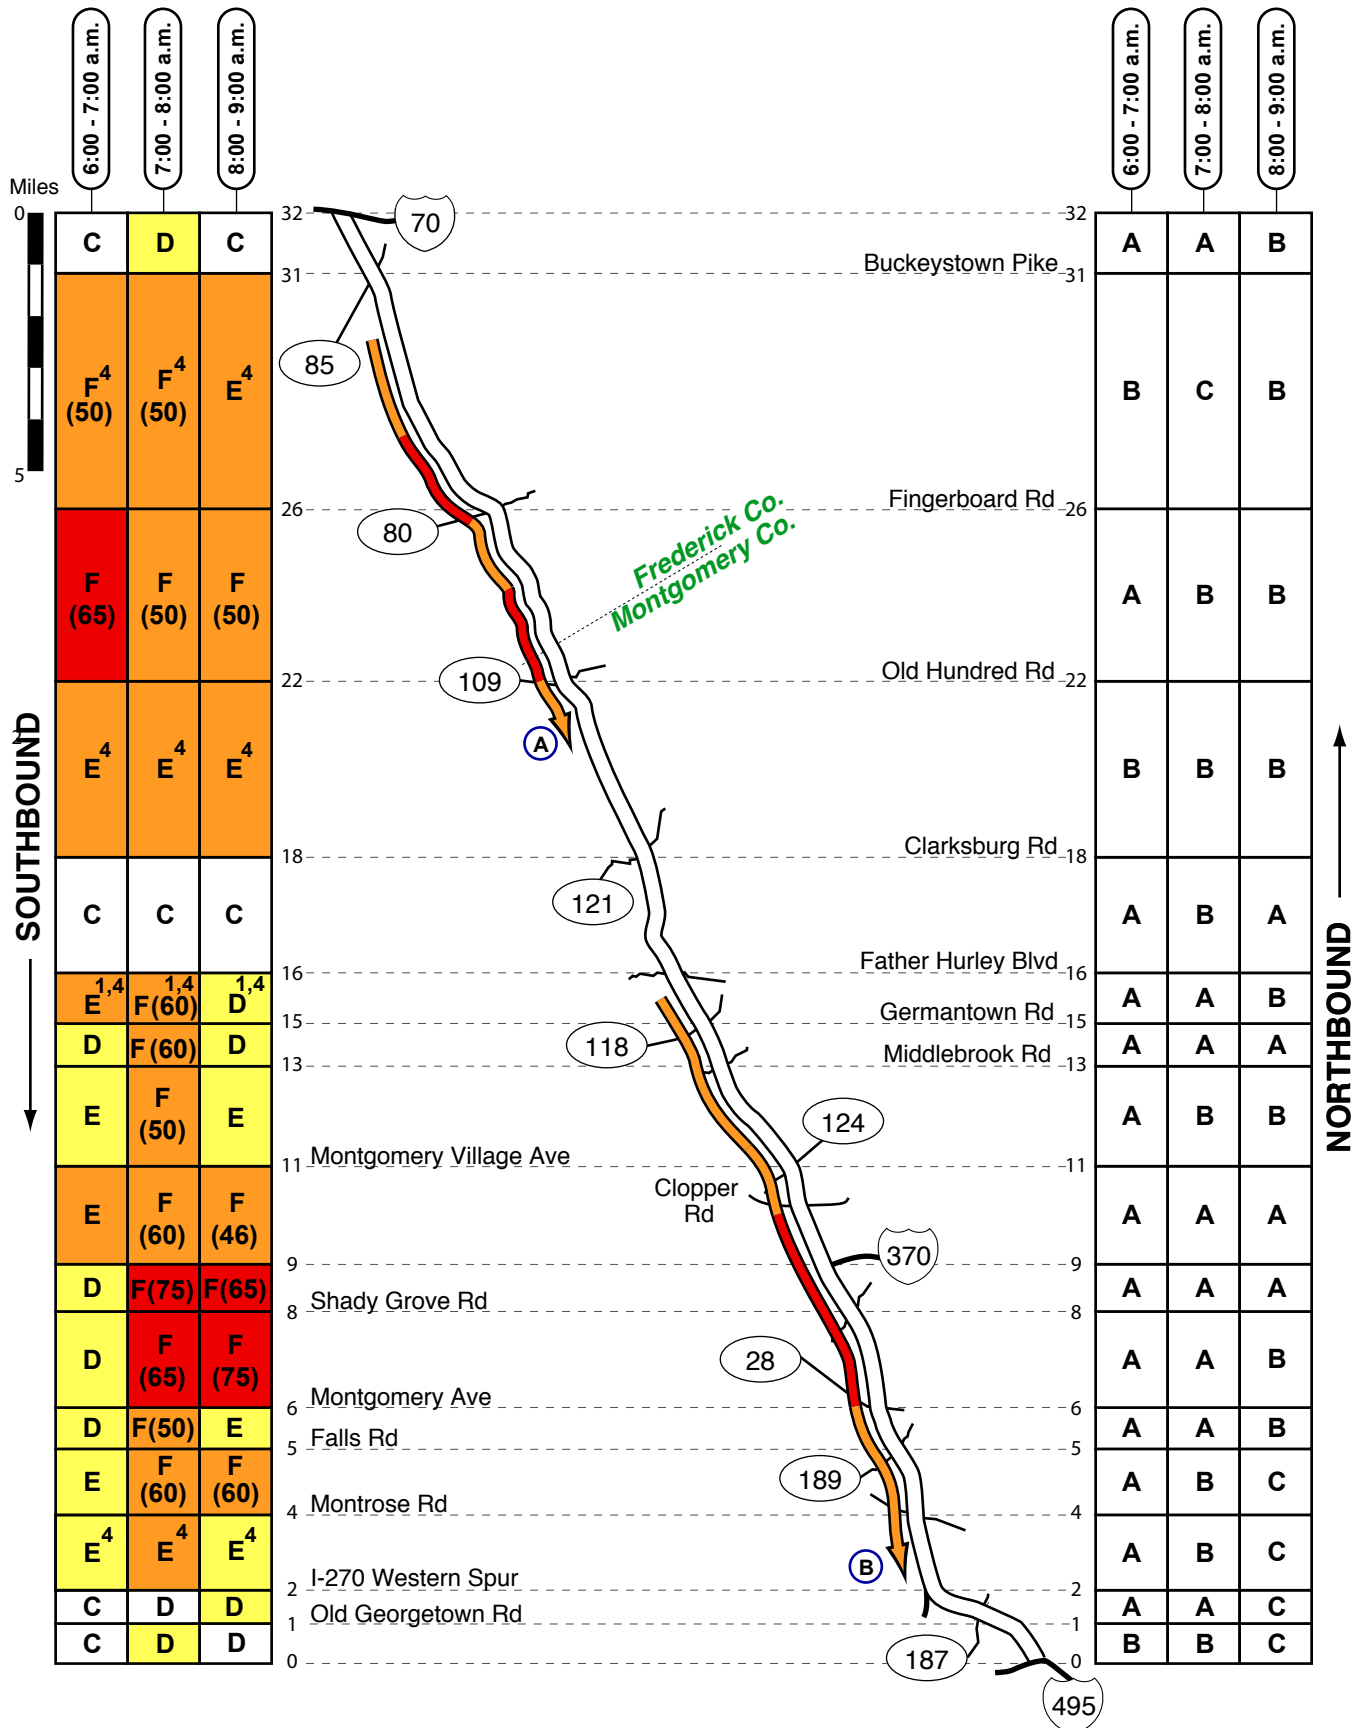 6:00 - 7:00 a.m. 7:00 - 8:00 a.m. 8:00 - 9:00 a.m. 6:00 - 7:00 a.m. 7:00 - 8:00 a.m. 8:00 - 9:00 a.m.
Miles
0 32 70 32
C D C A A B
Buckeystown Pike
31 31
85
F4 (50) F4 (50) E4 B C B
5
26 Fingerboard Rd 26
80
Frederick Co.
Montgomery Co.
F (65) F (50) F (50) A B B
22 109 Old Hundred Rd 22
SOUTHBOUND
A
E4 E4 E4 B B B
18 Clarksburg Rd 18
121
C C C A B A
NORTHBOUND
16 Father Hurley Blvd 16
E1,4 F(60)1,4 D1,4 A A B
15 Germantown Rd 15
118
D F(60) D A A A
13 Middlebrook Rd 13
E F (50) E A B B
124
11 Montgomery Village Ave 11
Clopper
Rd
E F (60) F (46) A A A
370
9 9
D F(75) F(65) A A A
8 Shady Grove Rd 8
D F (65) F (75) 28 A A B
6 Montgomery Ave 6
D F(50) E A A B
5 Falls Rd 5
189
E F (60) F (60) A B C
4 Montrose Rd 4
E4 E4 E4 A B C
B
2 I-270 Western Spur 2
C D D A A C
1 Old Georgetown Rd 1
C D D 187 B B C
0 0
495